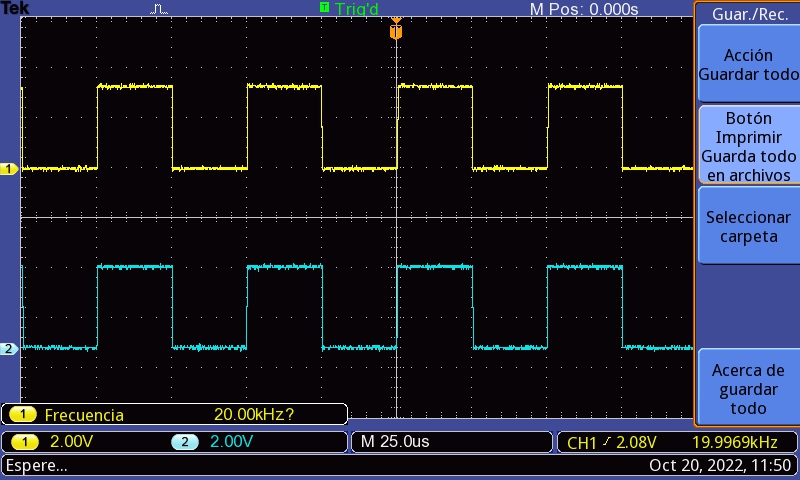 Tek T Trig'd M Pos: 0.000s
Guar./Rec.
T
Acción
Guardar todo
Botón
Imprimir
Guarda todo
en archivos
1
Seleccionar
carpeta
2
Acerca de
guardar
todo
1 Frecuencia 20.00kHz?
1 2.00V 2 2.00V M 25.0us CH1 2.08V 19.9969kHz
Espere... Oct 20, 2022, 11:50